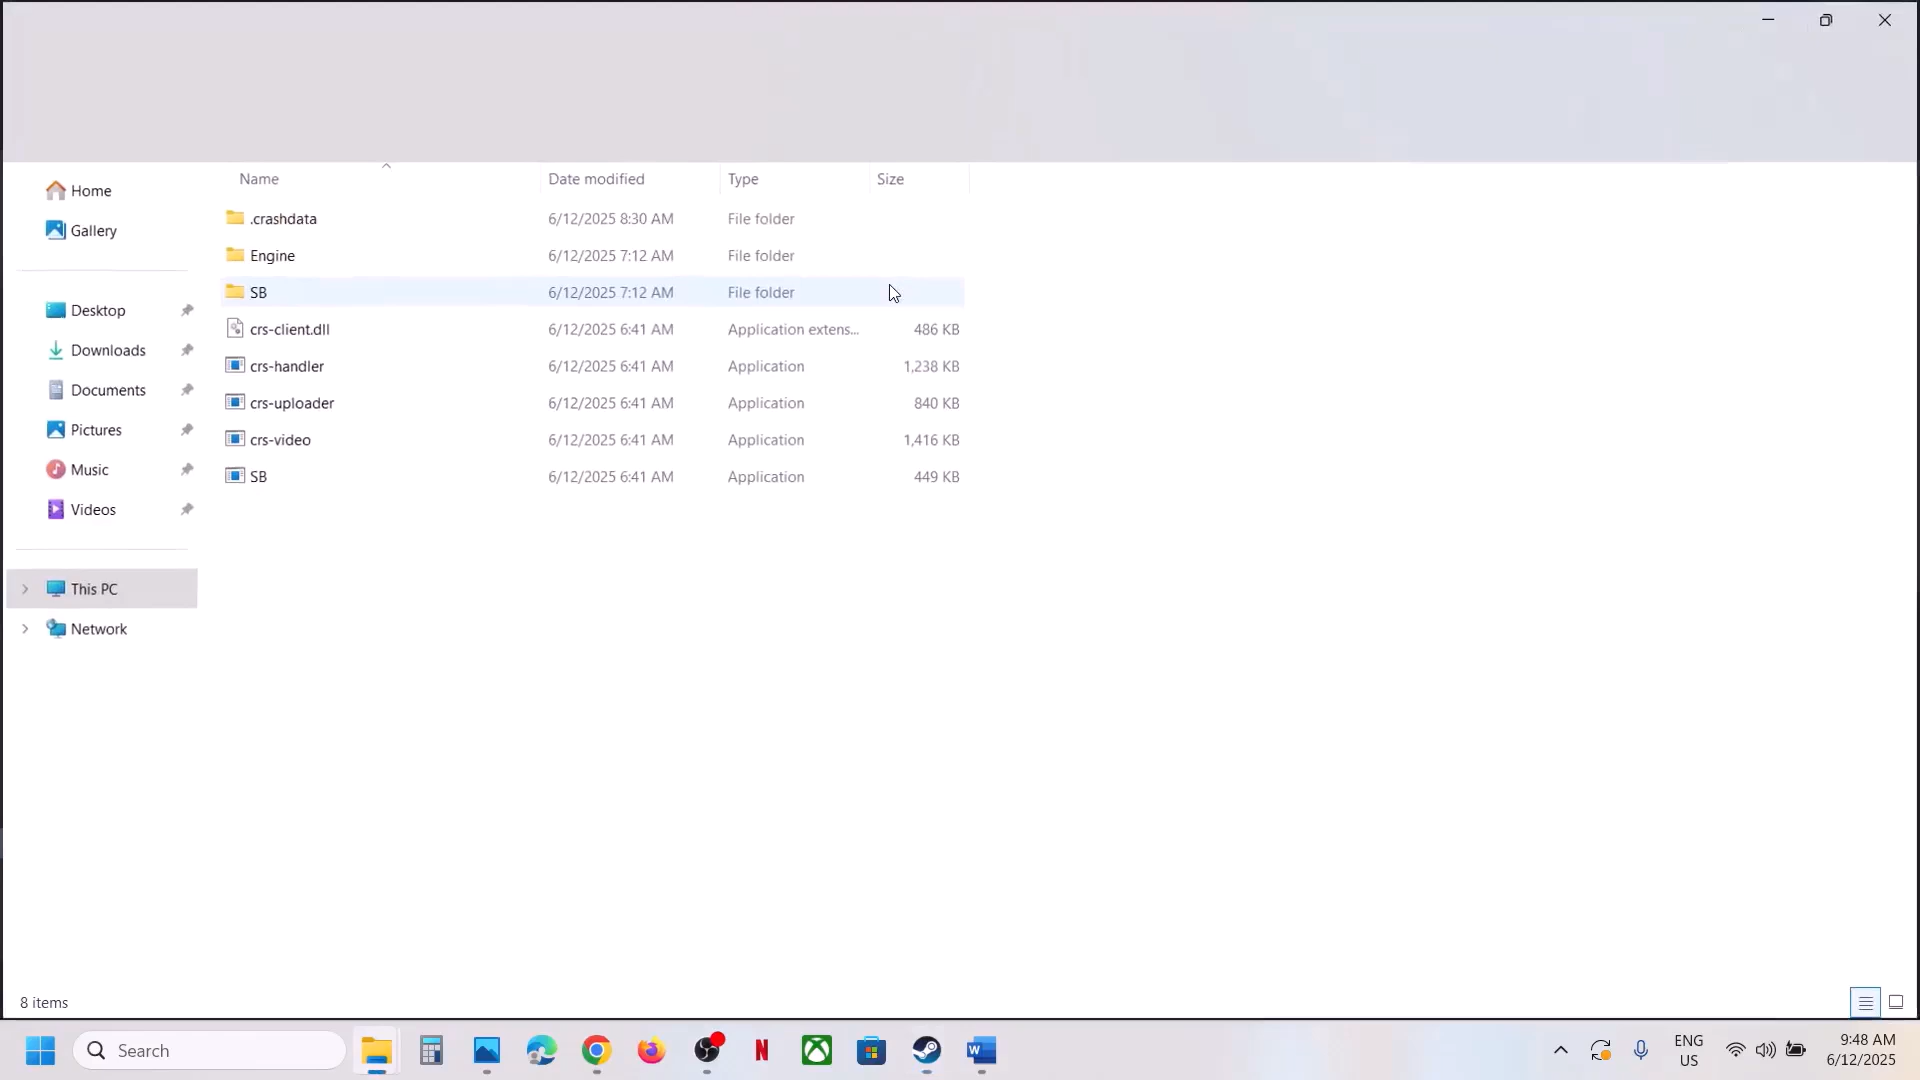 Name Date modified Type Size
Home
Gallery
.crashdata 6/12/2025 8:30 AM File folder
Engine 6/12/2025 7:12 AM File folder
SB 6/12/2025 7:12 AM File folder
crs-client.dll 6/12/2025 6:41 AM Application extens... 486 KB
crs-handler 6/12/2025 6:41 AM Application 1,238 KB
crs-uploader 6/12/2025 6:41 AM Application 840 KB
crs-video 6/12/2025 6:41 AM Application 1,416 KB
SB 6/12/2025 6:41 AM Application 449 KB
Desktop
Downloads
Documents
Pictures
Music
Videos
This PC
Network
8 items
Search
N
W
ENG
US
9:48 AM
6/12/2025